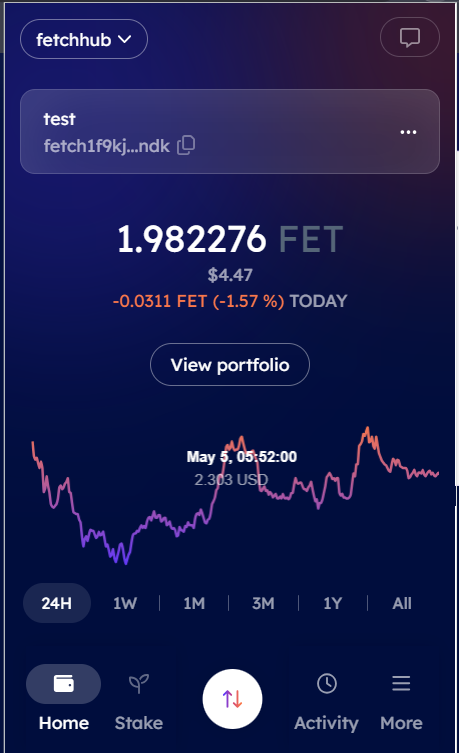 fetchhub
test
fetch1f9kj...ndk
1.982276 FET
$4.47
-0.0311 FET (-1.57 %) TODAY
View portfolio
May 5, 05:52:00
2.303 USD
24H 1W 1M 3M 1Y All
Home Stake Activity More